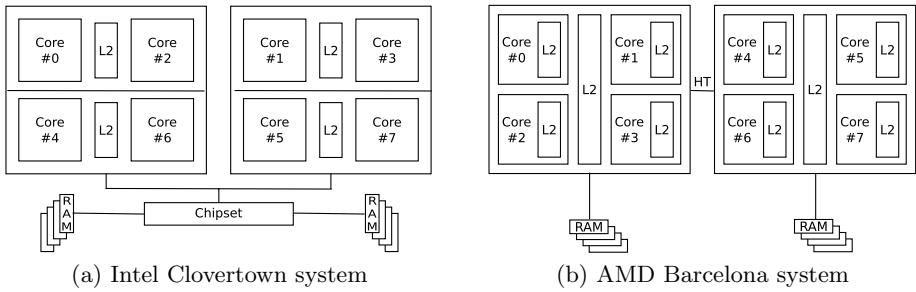 Core #0
L2
Core #2
Core #4
L2
Core #6
Core #1
L2
Core #3
Core #5
L2
Core #7
Chipset
RAM
RAM
(a) Intel Clovertown system
Core #0
L2
Core #1
L2
Core #2
L2
Core #3
L2
L2
HT
Core #4
L2
Core #5
L2
Core #6
L2
Core #7
L2
L2
RAM
RAM
(b) AMD Barcelona system